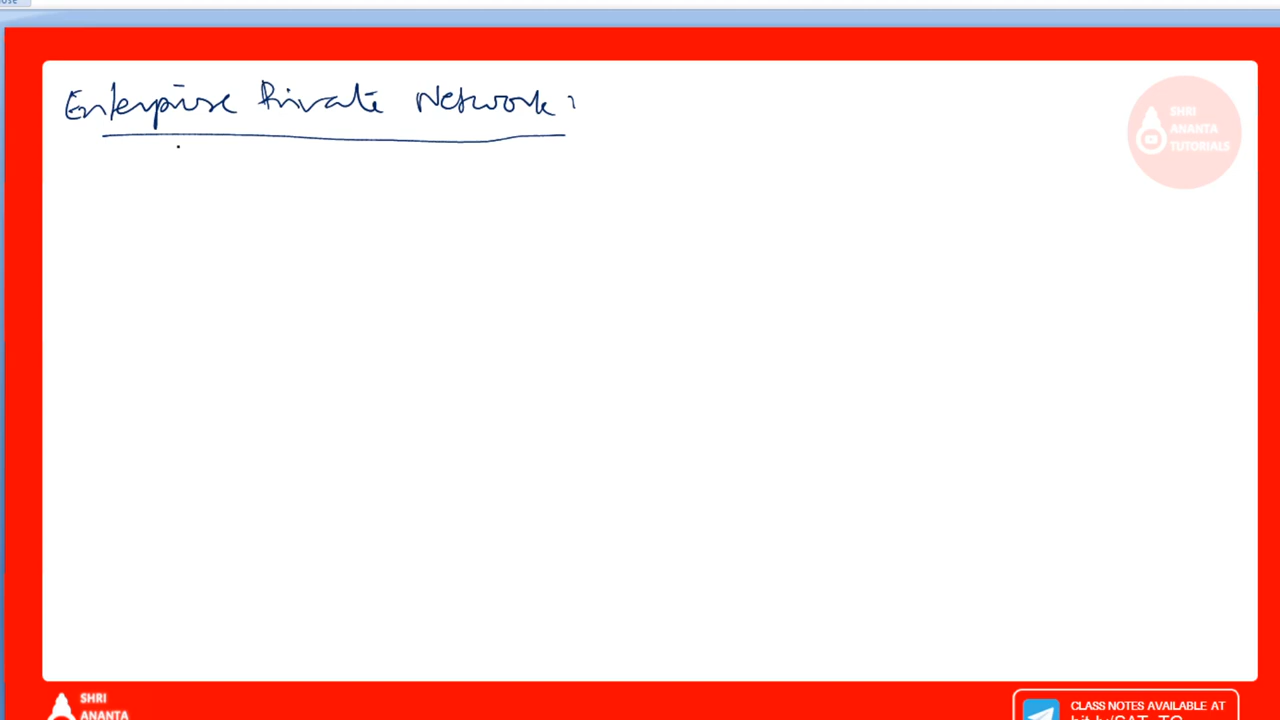 Enterprise Private Network :
SHRI
ANANTA
TUTORIALS
SHRI
ANANTA
CLASS NOTES AVAILABLE AT